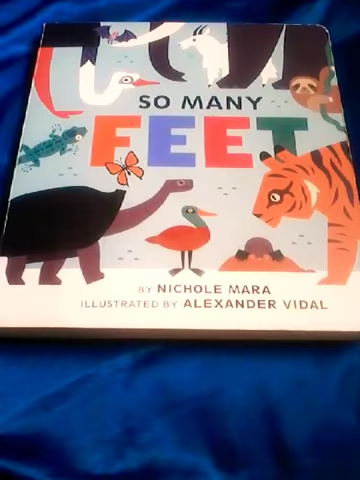 SO MANY
FEET
BY NICHOLE MARA
ILLUSTRATED BY ALEXANDER VIDAL